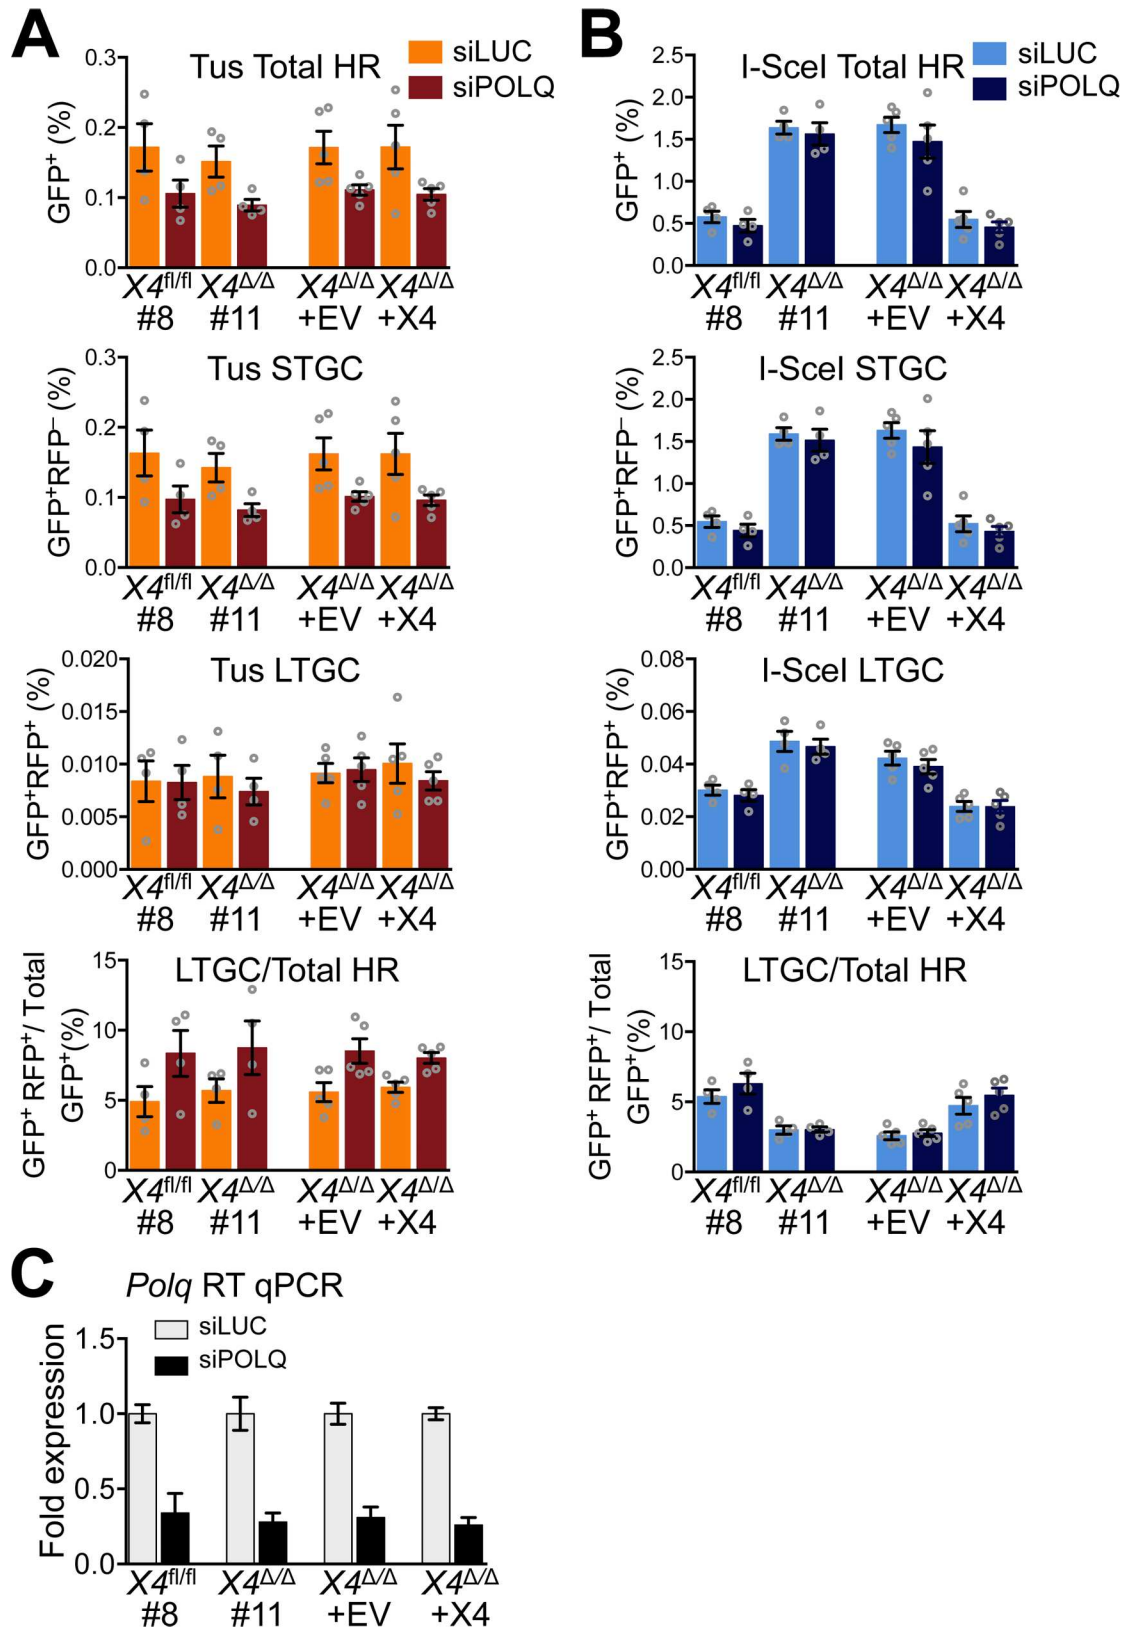 A
Tus Total HR
siLUC
siPOLQ
GFP⁺ (%)
0.3
0.2
0.1
0.0
X4fl/fl X4Δ/Δ X4Δ/Δ X4Δ/Δ
#8 #11 +EV +X4
Tus STGC
GFP⁺RFP⁻ (%)
0.3
0.2
0.1
0.0
X4fl/fl X4Δ/Δ X4Δ/Δ X4Δ/Δ
#8 #11 +EV +X4
Tus LTGC
GFP⁺RFP⁺ (%)
0.020
0.015
0.010
0.005
0.000
X4fl/fl X4Δ/Δ X4Δ/Δ X4Δ/Δ
#8 #11 +EV +X4
LTGC/Total HR
GFP⁺ RFP⁺/ Total
GFP⁺(%)
15
10
5
0
X4fl/fl X4Δ/Δ X4Δ/Δ X4Δ/Δ
#8 #11 +EV +X4
B
I-SceI Total HR
siLUC
siPOLQ
GFP⁺ (%)
2.5
2.0
1.5
1.0
0.5
0.0
X4fl/fl X4Δ/Δ X4Δ/Δ X4Δ/Δ
#8 #11 +EV +X4
I-SceI STGC
GFP⁺RFP⁻ (%)
2.5
2.0
1.5
1.0
0.5
0.0
X4fl/fl X4Δ/Δ X4Δ/Δ X4Δ/Δ
#8 #11 +EV +X4
I-SceI LTGC
GFP⁺RFP⁺ (%)
0.08
0.06
0.04
0.02
0.00
X4fl/fl X4Δ/Δ X4Δ/Δ X4Δ/Δ
#8 #11 +EV +X4
LTGC/Total HR
GFP⁺ RFP⁺/ Total
GFP⁺(%)
15
10
5
0
X4fl/fl X4Δ/Δ X4Δ/Δ X4Δ/Δ
#8 #11 +EV +X4
C
Polq RT qPCR
siLUC
siPOLQ
Fold expression
1.5
1.0
0.5
0.0
X4fl/fl X4Δ/Δ X4Δ/Δ X4Δ/Δ
#8 #11 +EV +X4